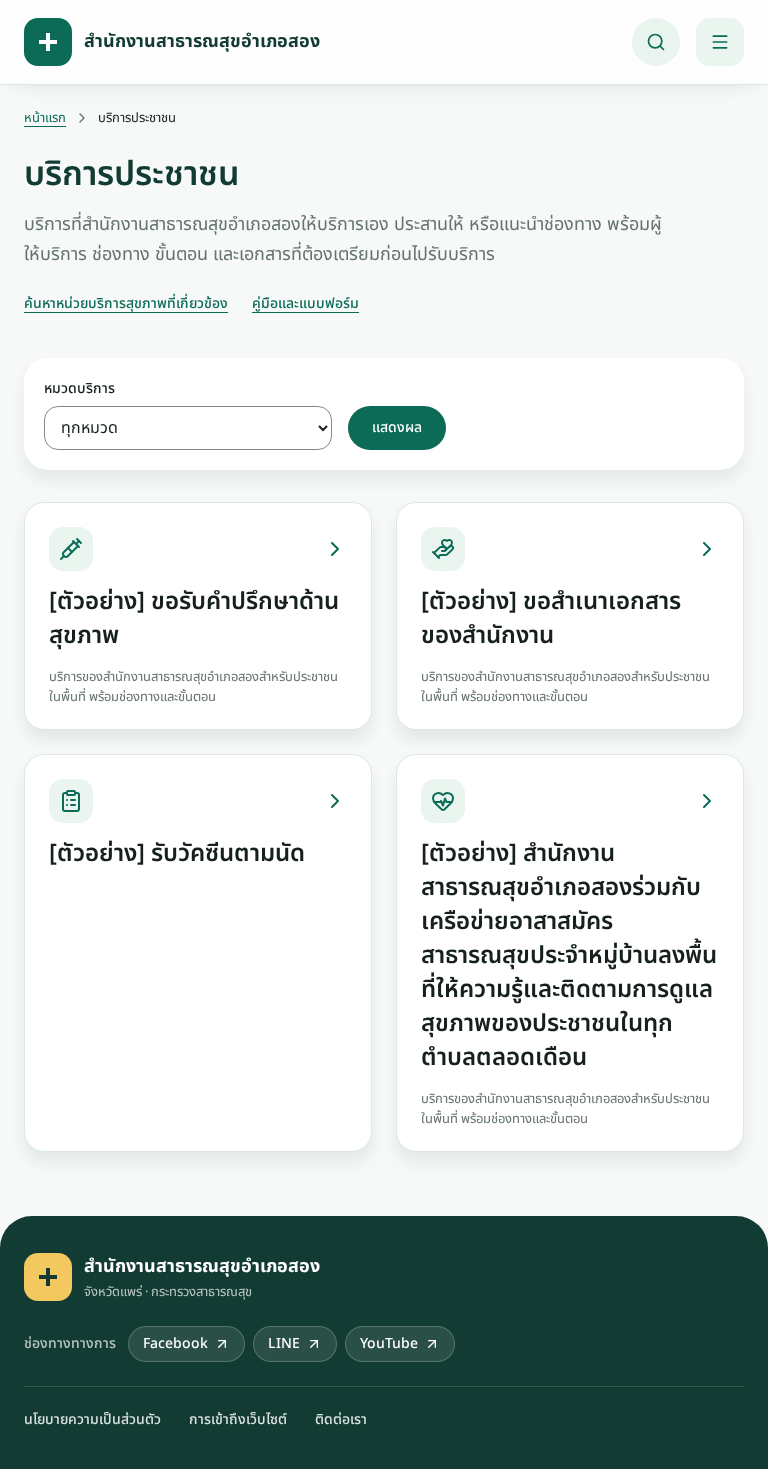 สำนักงานสาธารณสุขอำเภอสอง
หน้าแรก
บริการประชาชน
บริการประชาชน
บริการที่สำนักงานสาธารณสุขอำเภอสองให้บริการเอง ประสานให้ หรือแนะนำช่องทาง พร้อมผู้
ให้บริการ ช่องทาง ขั้นตอน และเอกสารที่ต้องเตรียมก่อนไปรับบริการ
ค้นหาหน่วยบริการสุขภาพที่เกี่ยวข้อง
คู่มือและแบบฟอร์ม
หมวดบริการ
ทุกหมวด
แสดงผล
[ตัวอย่าง] ขอรับคำปรึกษาด้าน
สุขภาพ
บริการของสำนักงานสาธารณสุขอำเภอสองสำหรับประชาชน
ในพื้นที่ พร้อมช่องทางและขั้นตอน
[ตัวอย่าง] ขอสำเนาเอกสาร
ของสำนักงาน
บริการของสำนักงานสาธารณสุขอำเภอสองสำหรับประชาชน
ในพื้นที่ พร้อมช่องทางและขั้นตอน
[ตัวอย่าง] รับวัคซีนตามนัด
[ตัวอย่าง] สำนักงาน
สาธารณสุขอำเภอสองร่วมกับ
เครือข่ายอาสาสมัคร
สาธารณสุขประจำหมู่บ้านลงพื้น
ที่ให้ความรู้และติดตามการดูแล
สุขภาพของประชาชนในทุก
ตำบลตลอดเดือน
บริการของสำนักงานสาธารณสุขอำเภอสองสำหรับประชาชน
ในพื้นที่ พร้อมช่องทางและขั้นตอน
สำนักงานสาธารณสุขอำเภอสอง
จังหวัดแพร่ · กระทรวงสาธารณสุข
ช่องทางทางการ
Facebook
LINE
YouTube
นโยบายความเป็นส่วนตัว
การเข้าถึงเว็บไซต์
ติดต่อเรา